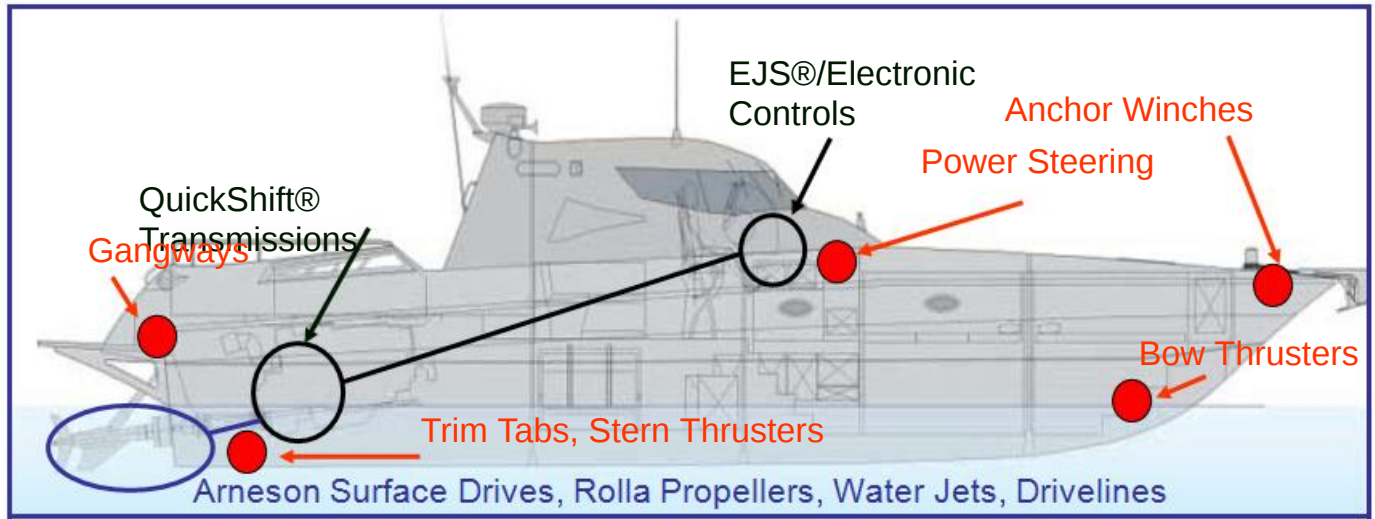 EJS®/Electronic
Controls
Anchor Winches
Power Steering
QuickShift®
Transmissions
Gangways
Bow Thrusters
Trim Tabs, Stern Thrusters
Arneson Surface Drives, Rolla Propellers, Water Jets, Drivelines